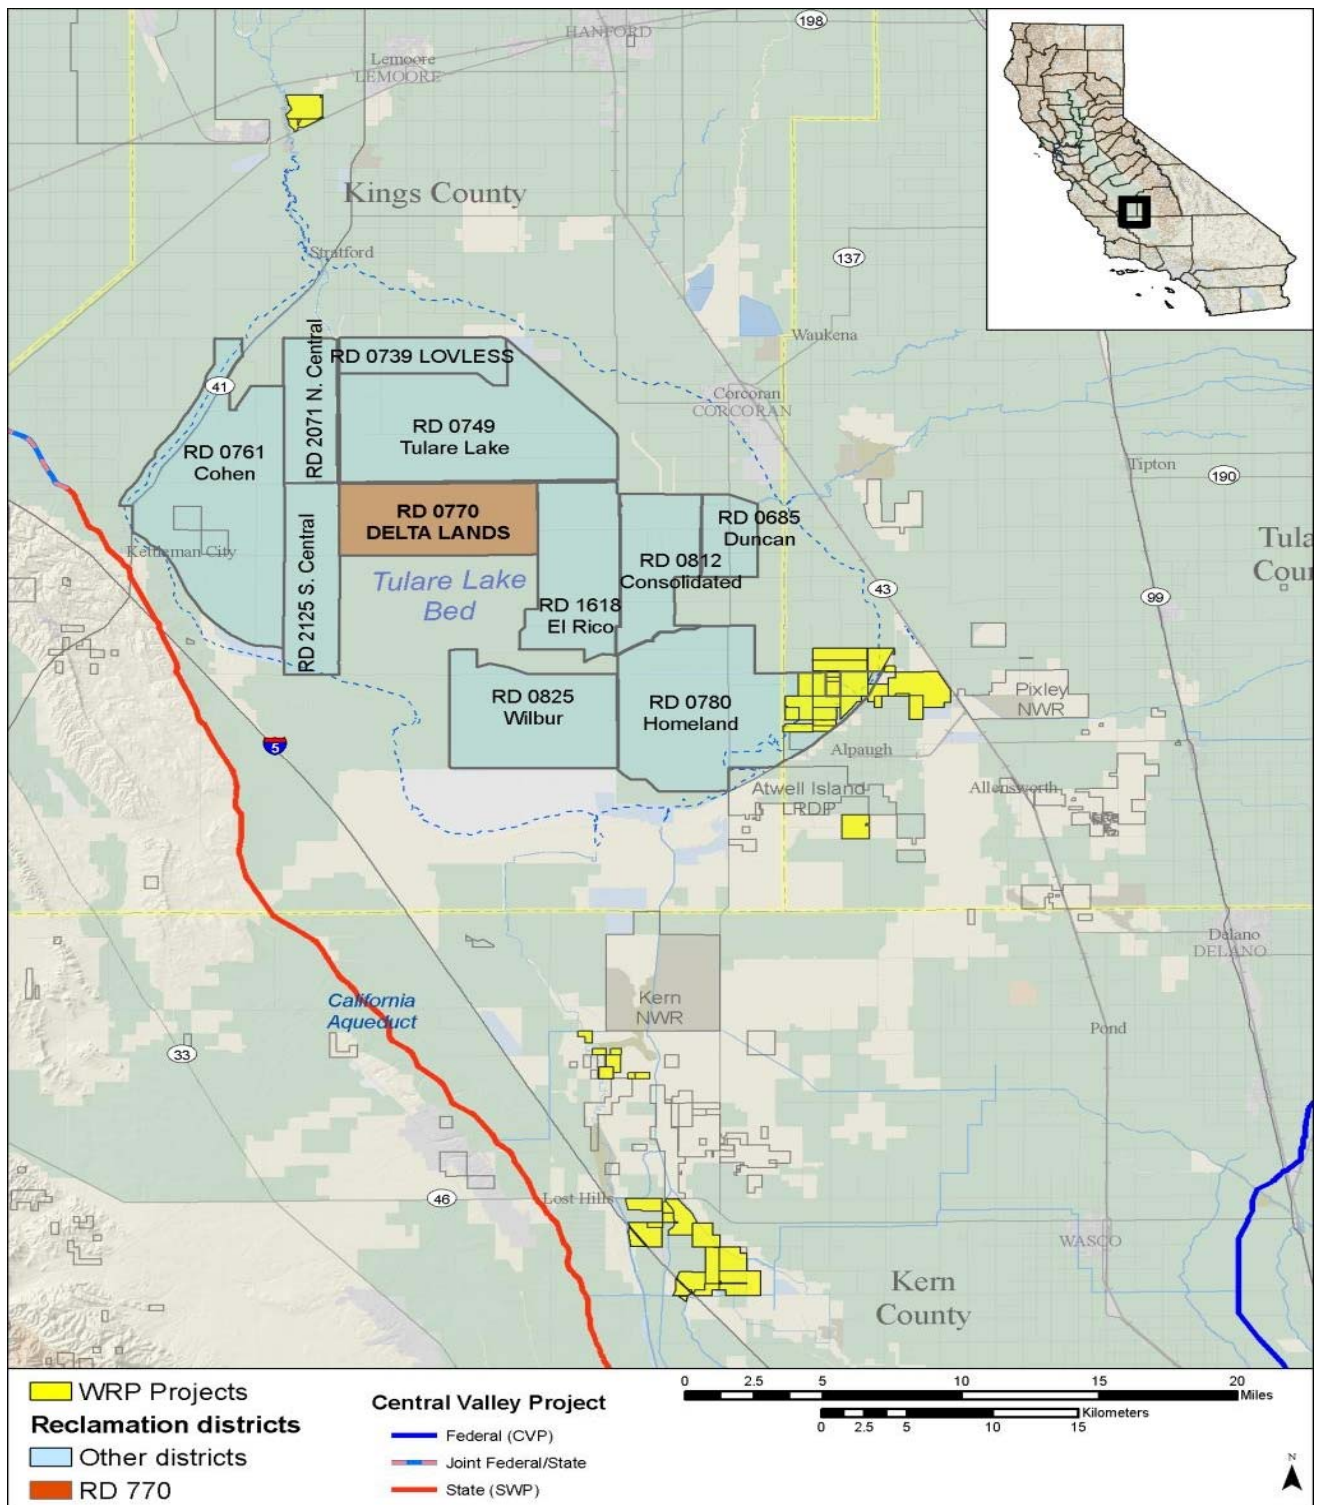 198
HANFORD
Lemoore
LEMOORE
Kings County
Stratford
137
Waukena
RD 0739 LOVLESS
RD 2071 N. Central
41
Corcoran
CORCORAN
RD 0749
Tulare Lake
RD 0761
Cohen
Tipton
190
RD 0770
DELTA LANDS
RD 0685
Duncan
Kettleman City
RD 0812
Consolidated
Tula
Coun
Tulare Lake
Bed
43
99
RD 2125 S. Central
RD 1618
El Rico
RD 0825
Wilbur
RD 0780
Homeland
Pixley
NWR
5
Alpaugh
Atwell Island
LRDP
Allensworth
Delano
DELANO
California
Aqueduct
Kern
NWR
Pond
33
46
Lost Hills
WASCO
Kern
County
WRP Projects
Reclamation districts
Other districts
RD 770
Central Valley Project
Federal (CVP)
Joint Federal/State
State (SWP)
0 2.5 5 10 15 20
Miles
Kilometers
0 2.5 5 10 15
N